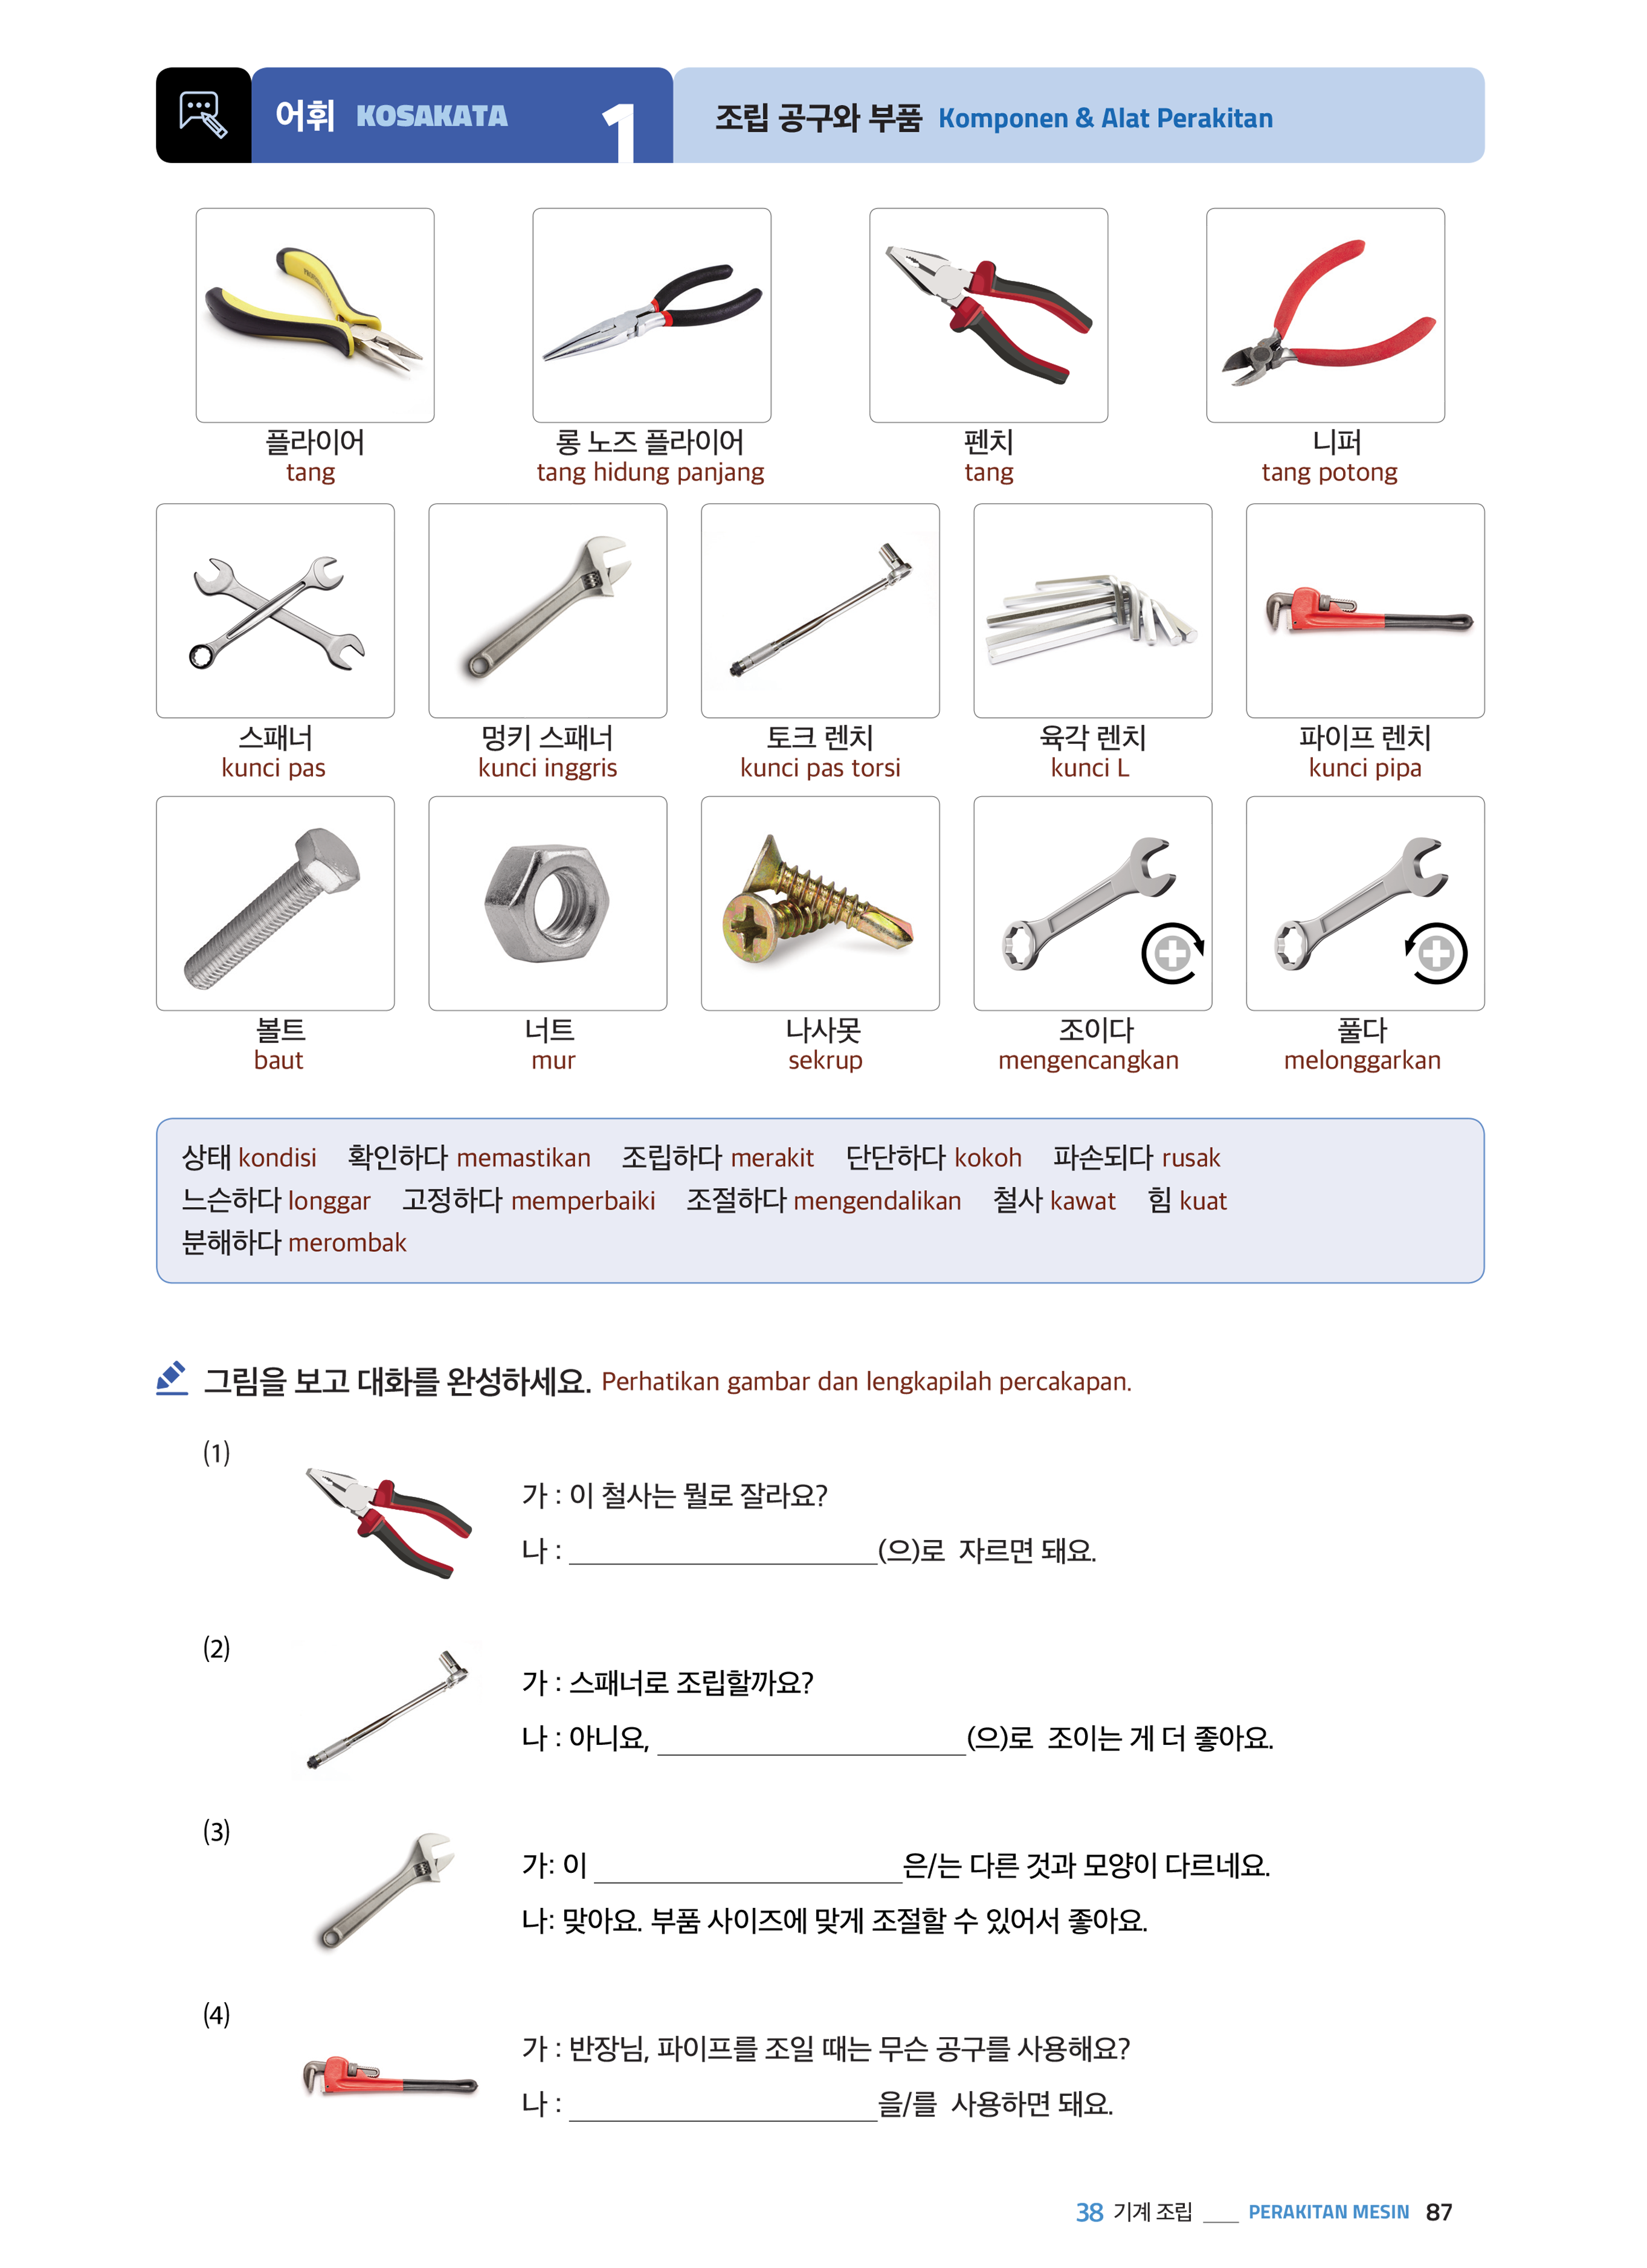 어휘 KOSAKATA 1 조립 공구와 부품 Komponen & Alat Perakitan
플라이어 롱 노즈 플라이어 펜치 니퍼
tang tang hidung panjang tang tang potong
스패너 멍키 스패너 토크 렌치 육각 렌치 파이프 렌치
kunci pas kunci inggris kunci pas torsi kunci L kunci pipa
볼트 너트 나사못 조이다 풀다
baut mur sekrup mengencangkan melonggarkan
상태 kondisi 확인하다 memastikan 조립하다 merakit 단단하다 kokoh 파손되다 rusak
느슨하다 longgar 고정하다 memperbaiki 조절하다 mengendalikan 철사 kawat 힘 kuat
분해하다 merombak
그림을 보고 대화를 완성하세요. Perhatikan gambar dan lengkapilah percakapan.
(1)
가 : 이 철사는 뭘로 잘라요?
나 : ____________________(으)로 자르면 돼요.
(2)
가 : 스패너로 조립할까요?
나 : 아니요, ____________________(으)로 조이는 게 더 좋아요.
(3)
가: 이 ____________________은/는 다른 것과 모양이 다르네요.
나: 맞아요. 부품 사이즈에 맞게 조절할 수 있어서 좋아요.
(4)
가 : 반장님, 파이프를 조일 때는 무슨 공구를 사용해요?
나 : ____________________을/를 사용하면 돼요.
38 기계 조립 ___ PERAKITAN MESIN 87